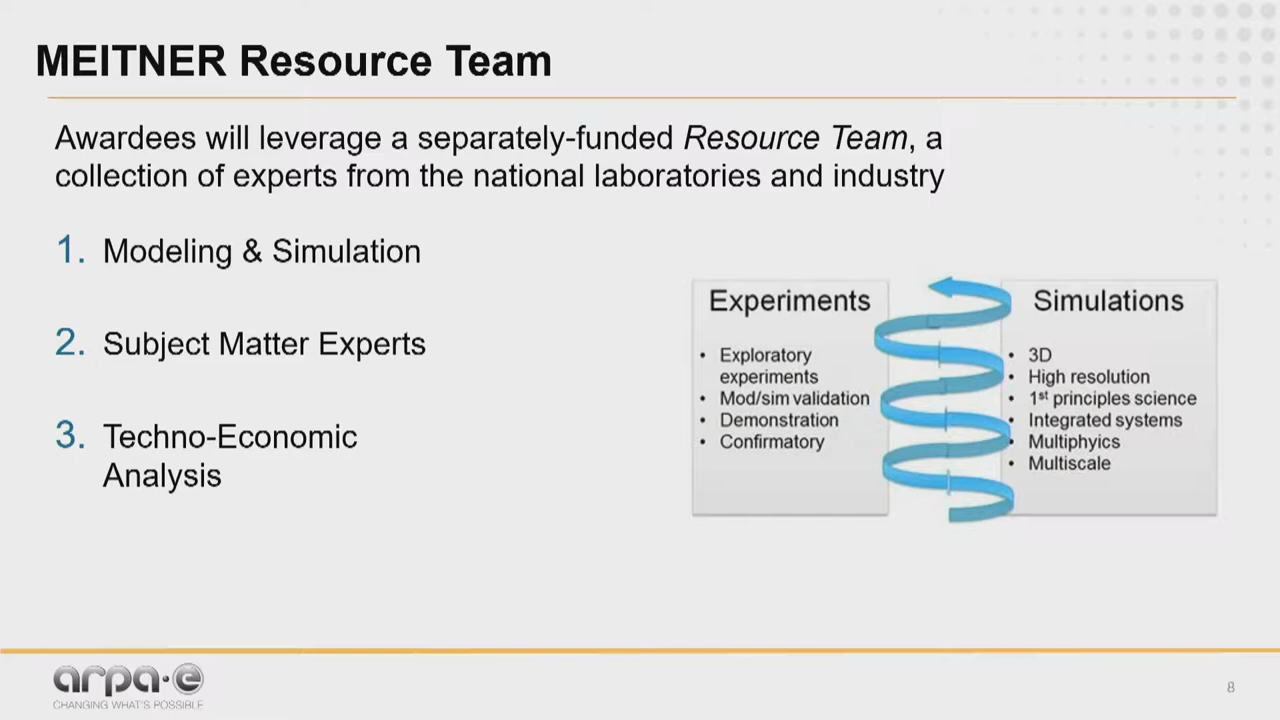 MEITNER Resource Team
Awardees will leverage a separately-funded Resource Team, a
collection of experts from the national laboratories and industry
1. Modeling & Simulation
2. Subject Matter Experts
3. Techno-Economic
Analysis
Experiments
• Exploratory
experiments
• Mod/sim validation
• Demonstration
• Confirmatory
Simulations
• 3D
• High resolution
• 1st principles science
• Integrated systems
• Multiphyics
• Multiscale
arpa·e
CHANGING WHAT'S POSSIBLE
8